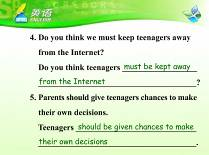 英语
4. Do you think we must keep teenagers away
from the Internet?
Do you think teenagers must be kept away
from the Internet ?
5. Parents should give teenagers chances to make
their own decisions.
Teenagers should be given chances to make
their own decisions .